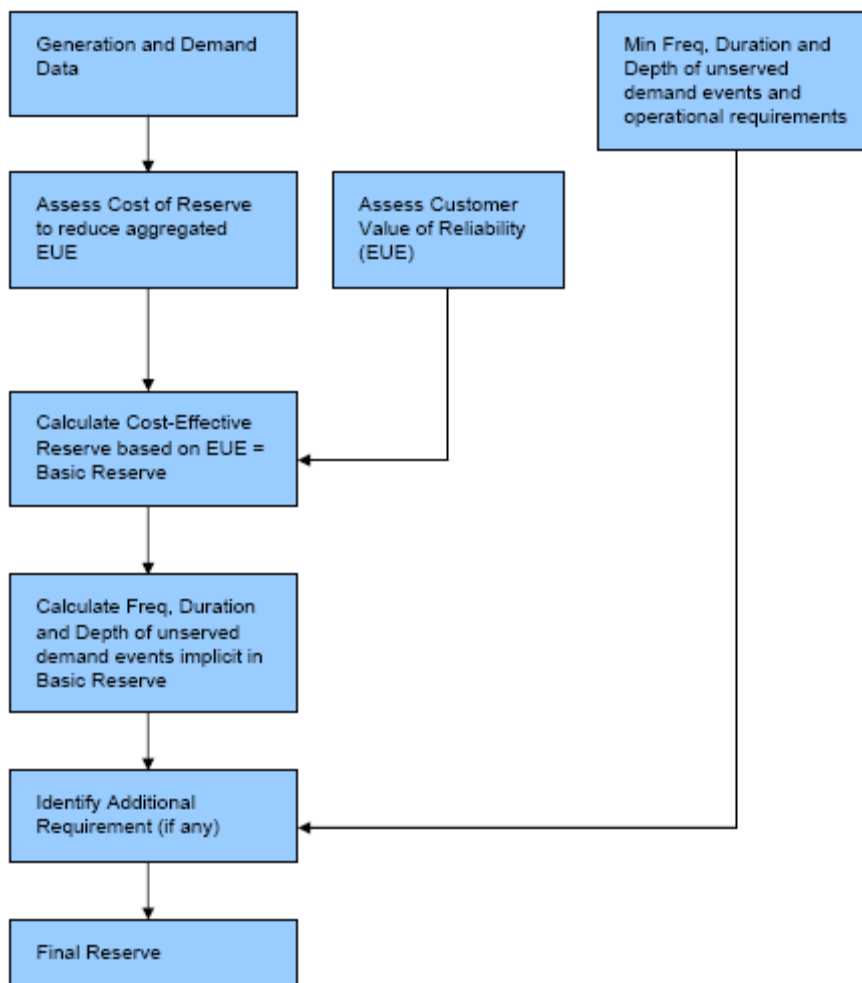 Generation and Demand
Data
Min Freq, Duration and
Depth of unserved
demand events and
operational requirements
Assess Cost of Reserve
to reduce aggregated
EUE
Assess Customer
Value of Reliability
(EUE)
Calculate Cost-Effective
Reserve based on EUE =
Basic Reserve
Calculate Freq, Duration
and Depth of unserved
demand events implicit in
Basic Reserve
Identify Additional
Requirement (if any)
Final Reserve